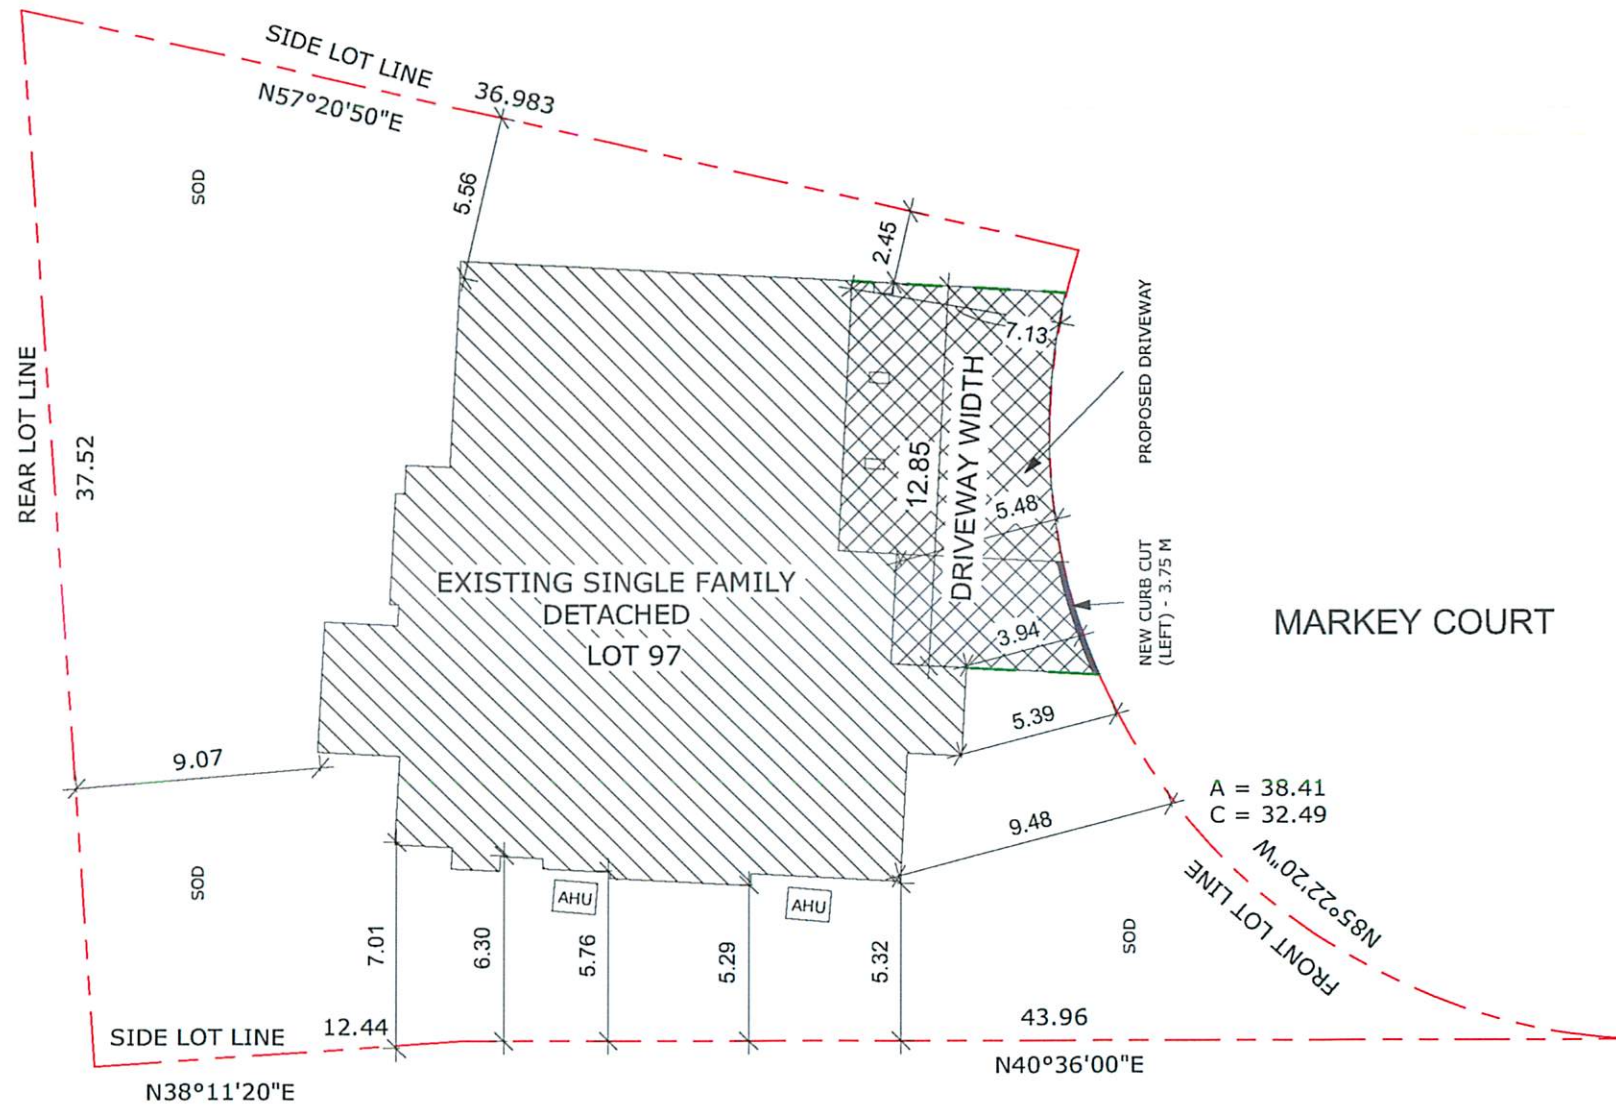 SIDE LOT LINE
36.983
N57°20'50"E
SOD
5.56
2.45
7.13
PROPOSED DRIVEWAY
REAR LOT LINE
37.52
12.85
DRIVEWAY WIDTH
5.48
NEW CURB CUT
(LEFT) - 3.75 M
EXISTING SINGLE FAMILY
DETACHED
LOT 97
3.94
MARKEY COURT
5.39
9.07
A = 38.41
C = 32.49
9.48
N85°22'20"W
FRONT LOT LINE
SOD
AHU
AHU
7.01
6.30
5.76
5.29
5.32
SOD
SIDE LOT LINE
12.44
43.96
N40°36'00"E
N38°11'20"E